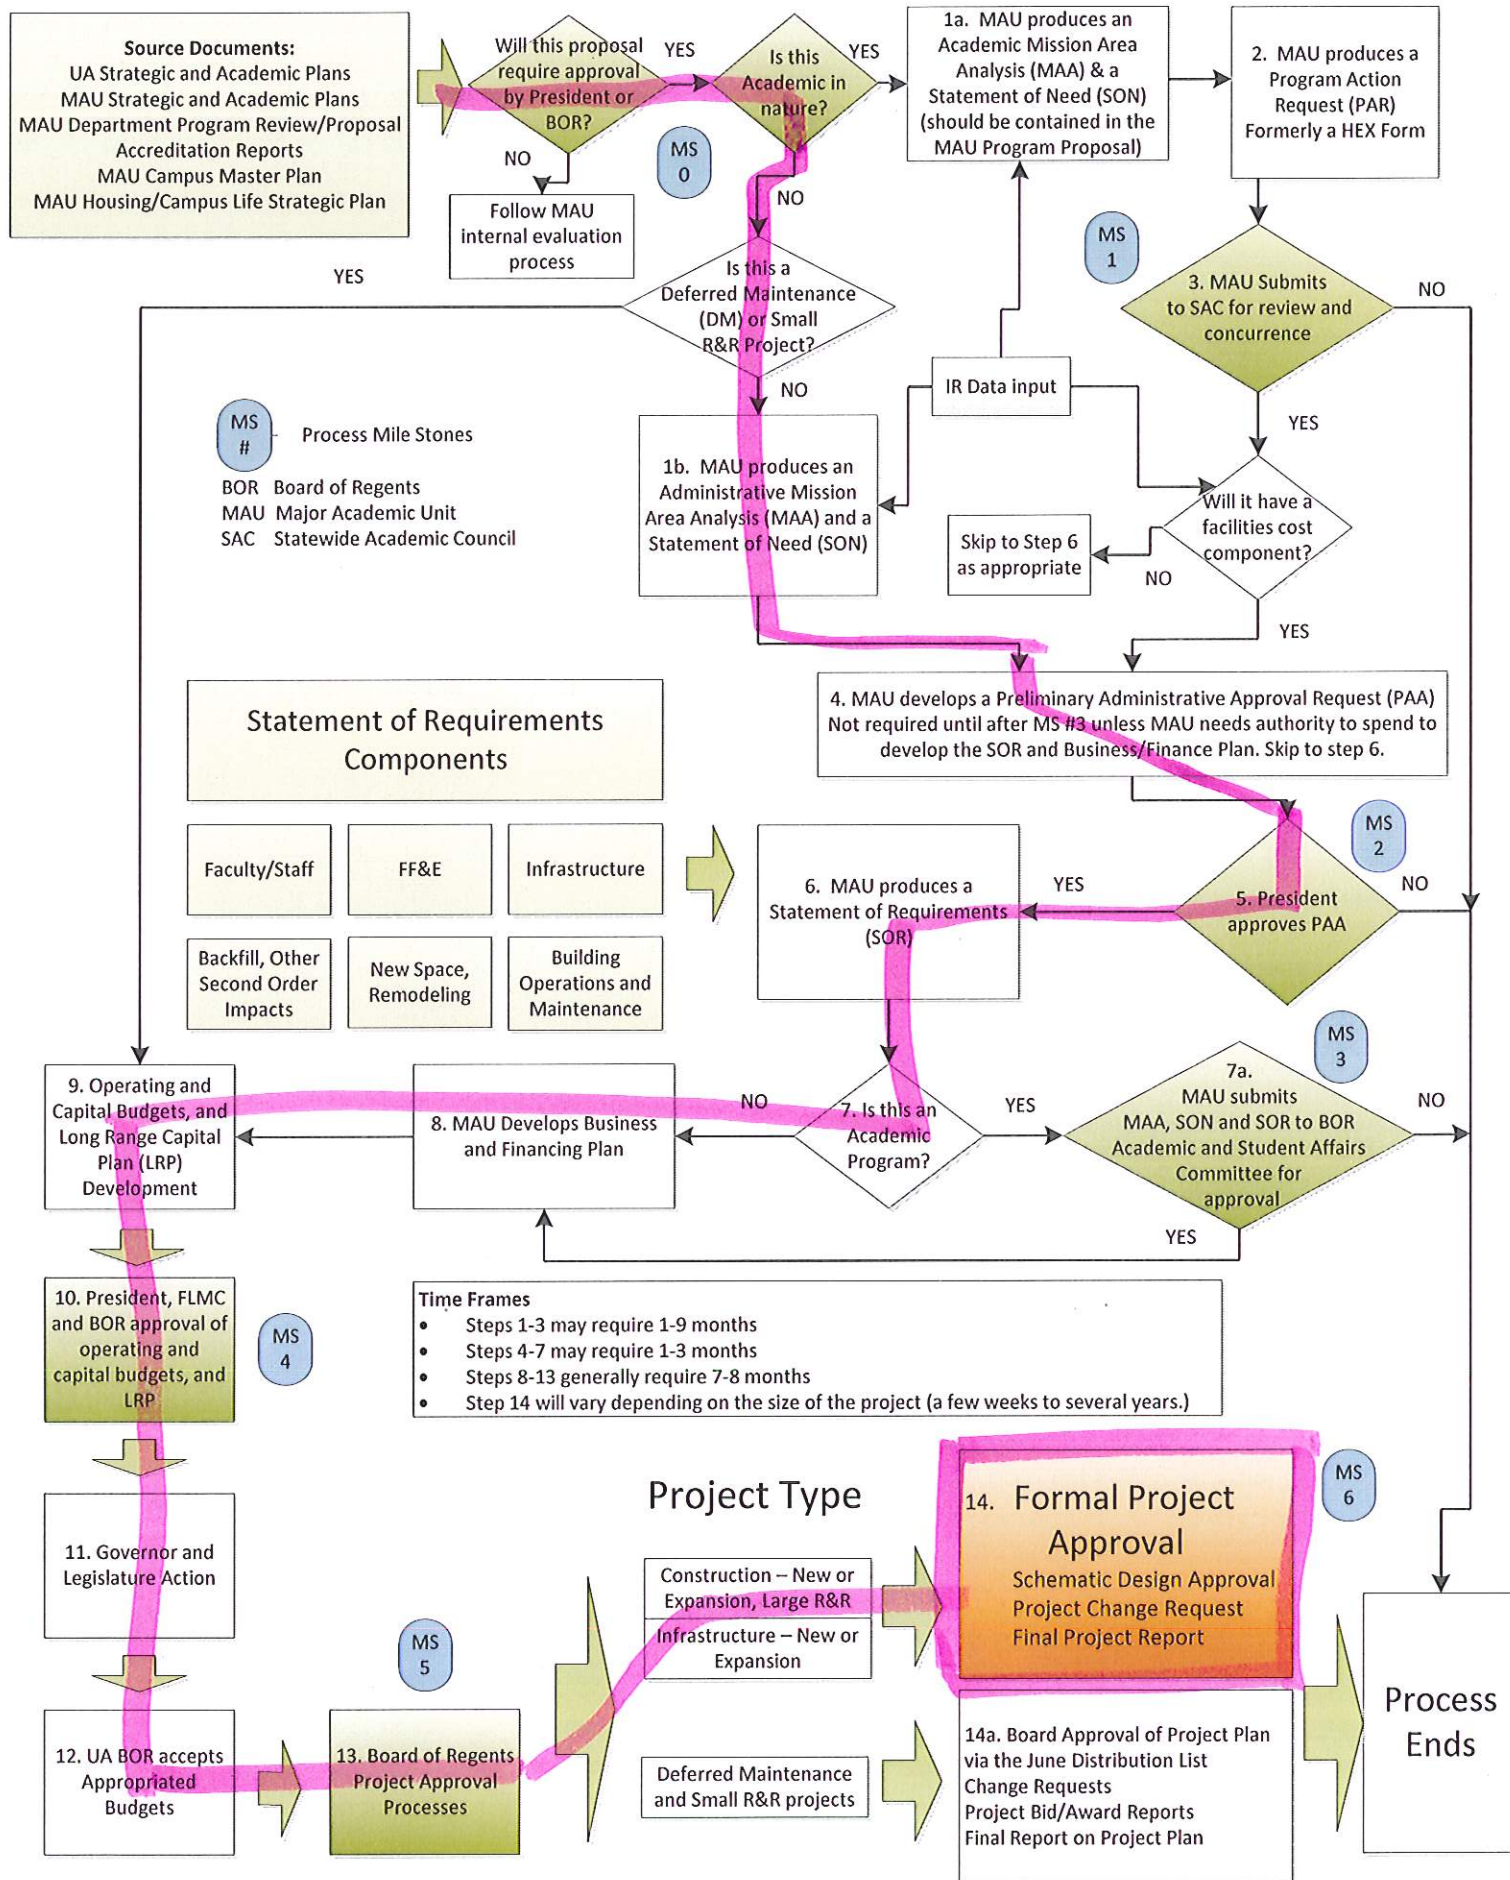 Source Documents:
UA Strategic and Academic Plans
MAU Strategic and Academic Plans
MAU Department Program Review/Proposal
Accreditation Reports
MAU Campus Master Plan
MAU Housing/Campus Life Strategic Plan
Will this proposal
require approval
by President or
BOR?
YES
NO
Follow MAU
internal evaluation
process
MS
0
Is this
Academic in
nature?
YES
NO
1a. MAU produces an
Academic Mission Area
Analysis (MAA) & a
Statement of Need (SON)
(should be contained in the
MAU Program Proposal)
2. MAU produces a
Program Action
Request (PAR)
Formerly a HEX Form
MS
1
3. MAU Submits
to SAC for review and
concurrence
NO
YES
Is this a
Deferred Maintenance
(DM) or Small
R&R Project?
YES
NO
IR Data input
MS
#
Process Mile Stones
BOR Board of Regents
MAU Major Academic Unit
SAC Statewide Academic Council
1b. MAU produces an
Administrative Mission
Area Analysis (MAA) and a
Statement of Need (SON)
Will it have a
facilities cost
component?
Skip to Step 6
as appropriate
NO
YES
4. MAU develops a Preliminary Administrative Approval Request (PAA)
Not required until after MS #3 unless MAU needs authority to spend to
develop the SOR and Business/Finance Plan. Skip to step 6.
Statement of Requirements
Components
Faculty/Staff
FF&E
Infrastructure
Backfill, Other
Second Order
Impacts
New Space,
Remodeling
Building
Operations and
Maintenance
6. MAU produces a
Statement of Requirements
(SOR)
YES
5. President
approves PAA
MS
2
NO
MS
3
9. Operating and
Capital Budgets, and
Long Range Capital
Plan (LRP)
Development
8. MAU Develops Business
and Financing Plan
NO
7. Is this an
Academic
Program?
YES
7a.
MAU submits
MAA, SON and SOR to BOR
Academic and Student Affairs
Committee for
approval
NO
YES
10. President, FLMC
and BOR approval of
operating and
capital budgets, and
LRP
MS
4
Time Frames
• Steps 1-3 may require 1-9 months
• Steps 4-7 may require 1-3 months
• Steps 8-13 generally require 7-8 months
• Step 14 will vary depending on the size of the project (a few weeks to several years.)
11. Governor and
Legislature Action
12. UA BOR accepts
Appropriated
Budgets
MS
5
13. Board of Regents
Project Approval
Processes
Project Type
Construction – New or
Expansion, Large R&R
Infrastructure – New or
Expansion
Deferred Maintenance
and Small R&R projects
14. Formal Project
Approval
Schematic Design Approval
Project Change Request
Final Project Report
MS
6
14a. Board Approval of Project Plan
via the June Distribution List
Change Requests
Project Bid/Award Reports
Final Report on Project Plan
Process
Ends